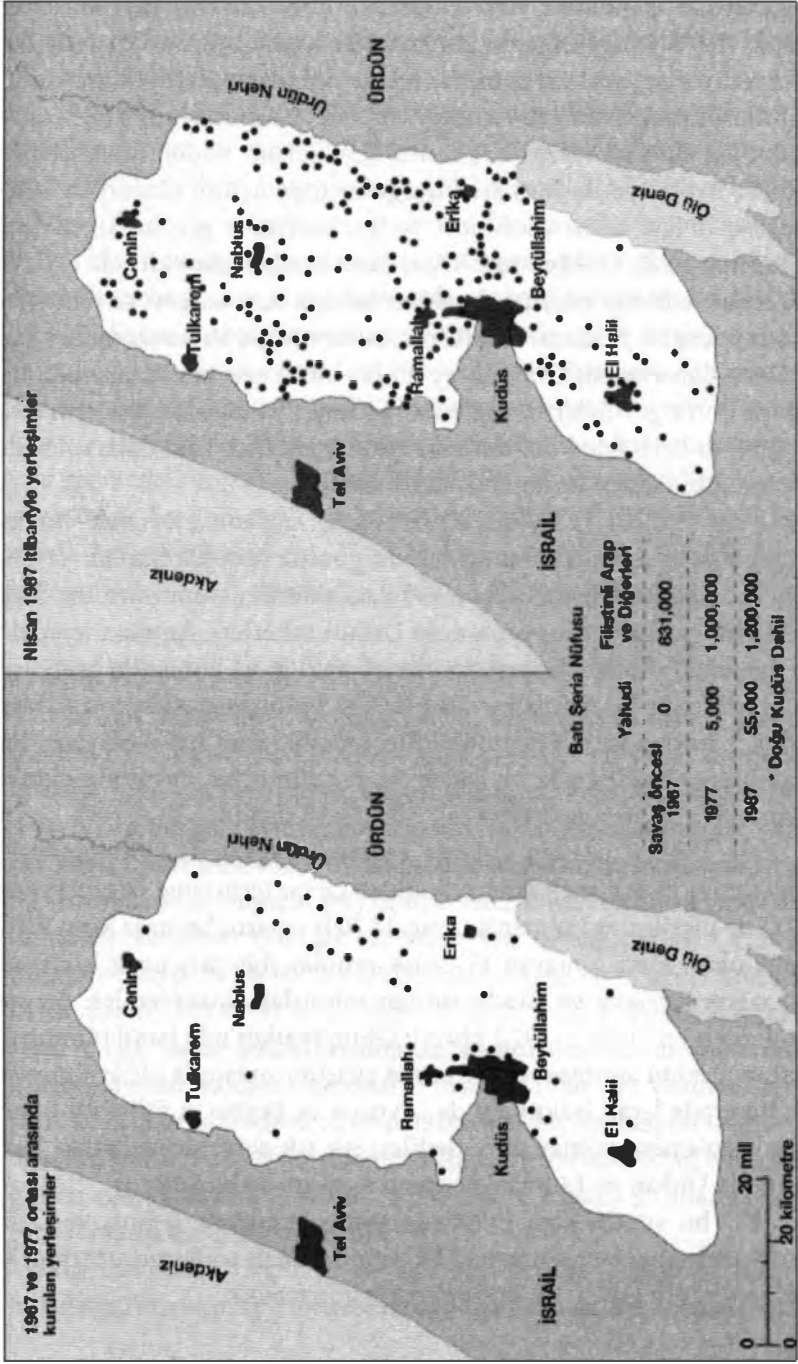 1967 ve 1977 ortası arasında
kurulan yerleşimler
Akdeniz
Tel Aviv
İSRAİL
Tulkarem
Cenin
Nablus
Ramallah
Kudüs
Erika
Beytüllahim
El Halil
Ürdün Nehri
ÜRDÜN
Ölü Deniz
0 20 mill
0 20 kilometre
Nisan 1967 itibarıyle yerleşimler
Akdeniz
Tel Aviv
İSRAİL
Tulkarem
Cenin
Nablus
Ramallah
Kudüs
Erika
Beytüllahim
El Halil
Ürdün Nehri
ÜRDÜN
Ölü Deniz
Batı Şeria Nüfusu
Yahudi Filistinli Arap
ve Diğerleri
Savaş öncesi
1967 0 631,000
1977 5,000 1,000,000
1987 55,000 1,200,000
* Doğu Kudüs Dahil